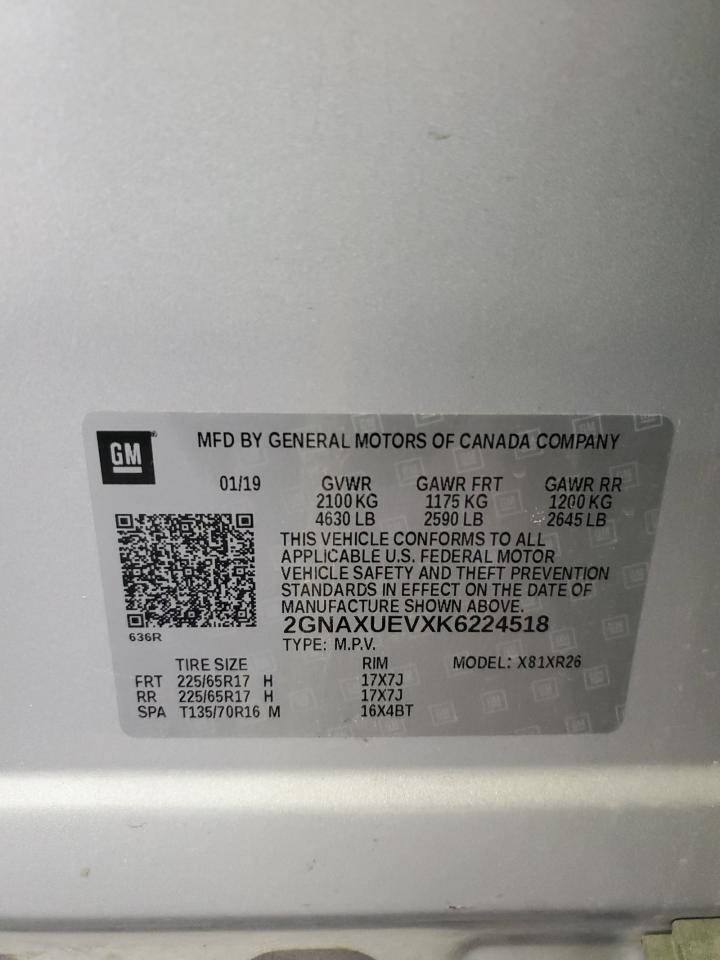 GM
MFD BY GENERAL MOTORS OF CANADA COMPANY
01/19 GVWR GAWR FRT GAWR RR
2100 KG 1175 KG 1200 KG
4630 LB 2590 LB 2645 LB
THIS VEHICLE CONFORMS TO ALL
APPLICABLE U.S. FEDERAL MOTOR
VEHICLE SAFETY AND THEFT PREVENTION
STANDARDS IN EFFECT ON THE DATE OF
MANUFACTURE SHOWN ABOVE.
636R
2GNAXUEVXK6224518
TYPE: M.P.V.
TIRE SIZE RIM MODEL: X81XR26
FRT 225/65R17 H 17X7J
RR 225/65R17 H 17X7J
SPA T135/70R16 M 16X4BT